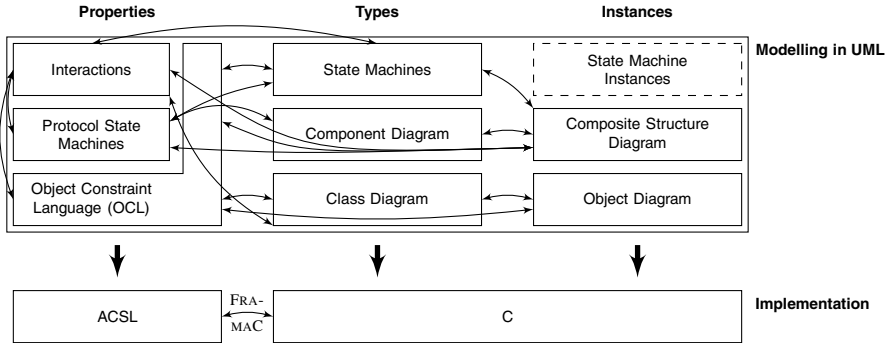 Properties
Types
Instances
Modelling in UML
Interactions
State Machines
State Machine
Instances
Protocol State
Machines
Component Diagram
Composite Structure
Diagram
Object Constraint
Language (OCL)
Class Diagram
Object Diagram
Implementation
ACSL
FRA-
MAC
C